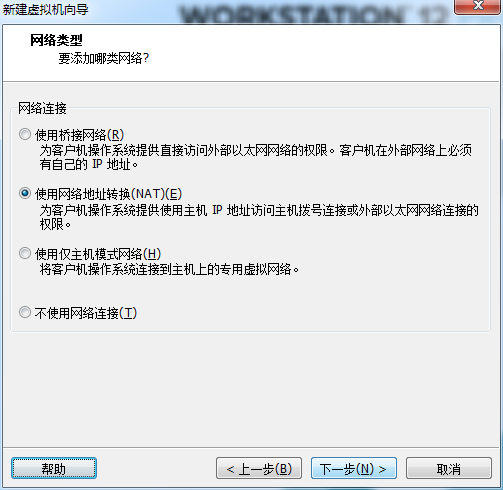 新建虚拟机向导
WORKSTATION 12
网络类型
要添加哪类网络?
网络连接
使用桥接网络(R)
为客户机操作系统提供直接访问外部以太网网络的权限。客户机在外部网络上必须
有自己的 IP 地址。
使用网络地址转换(NAT)(E)
为客户机操作系统提供使用主机 IP 地址访问主机拨号连接或外部以太网网络连接的
权限。
使用仅主机模式网络(H)
将客户机操作系统连接到主机上的专用虚拟网络。
不使用网络连接(T)
帮助
< 上一步(B)
下一步(N) >
取消